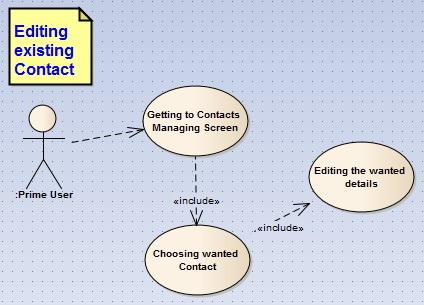 Editing
existing
Contact
Getting to Contacts
Managing Screen
:Prime User
«include»
Editing the wanted
details
«include»
Choosing wanted
Contact